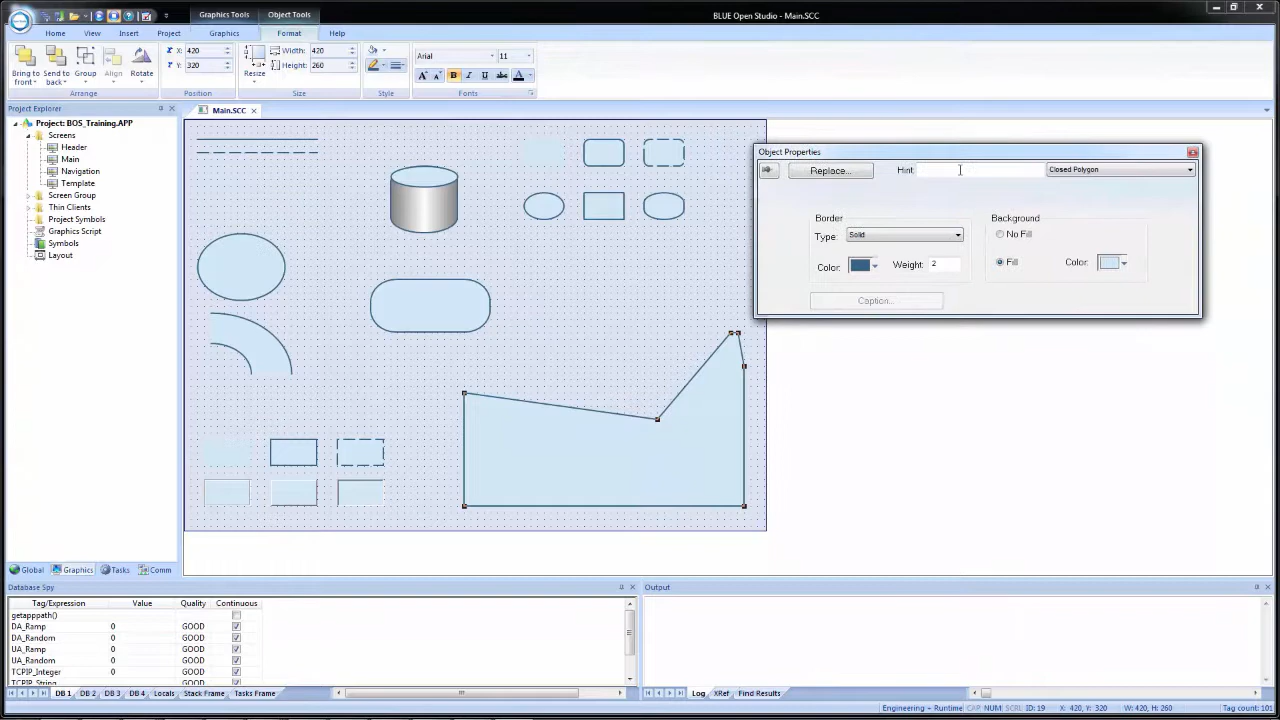 Graphics Tools Object Tools BLUE Open Studio - Main.SCC
Home View Insert Project Graphics Format Help
X: 420 Width: 420 Arial 11
Y: 320 Height: 260
Bring to front Send to back Group Align Rotate Resize
Arrange Position Size Style Fonts
Project Explorer Main.SCC
Project: BOS_Training.APP
Screens
Header
Main
Navigation
Template
Screen Group
Thin Clients
Project Symbols
Graphics Script
Symbols
Layout
Object Properties
Replace... Hint Closed Polygon
Border Background
Type: Solid No Fill
Color: Weight: 2 Fill Color:
Caption...
Global Graphics Tasks Comm
Database Spy Output
Tag/Expression Value Quality Continuous
getapppath()
DA_Ramp 0 GOOD
DA_Random 0 GOOD
UA_Ramp 0 GOOD
UA_Random 0 GOOD
TCPIP_Integer 0 GOOD
TCPIP_String GOOD
DB 1 DB 2 DB 3 DB 4 Locals Stack Frame Tasks Frame Log XRef Find Results
Engineering - Runtime CAP NUM SCRL ID: 19 X: 420, Y: 320 W: 420, H: 260 Tag count: 101